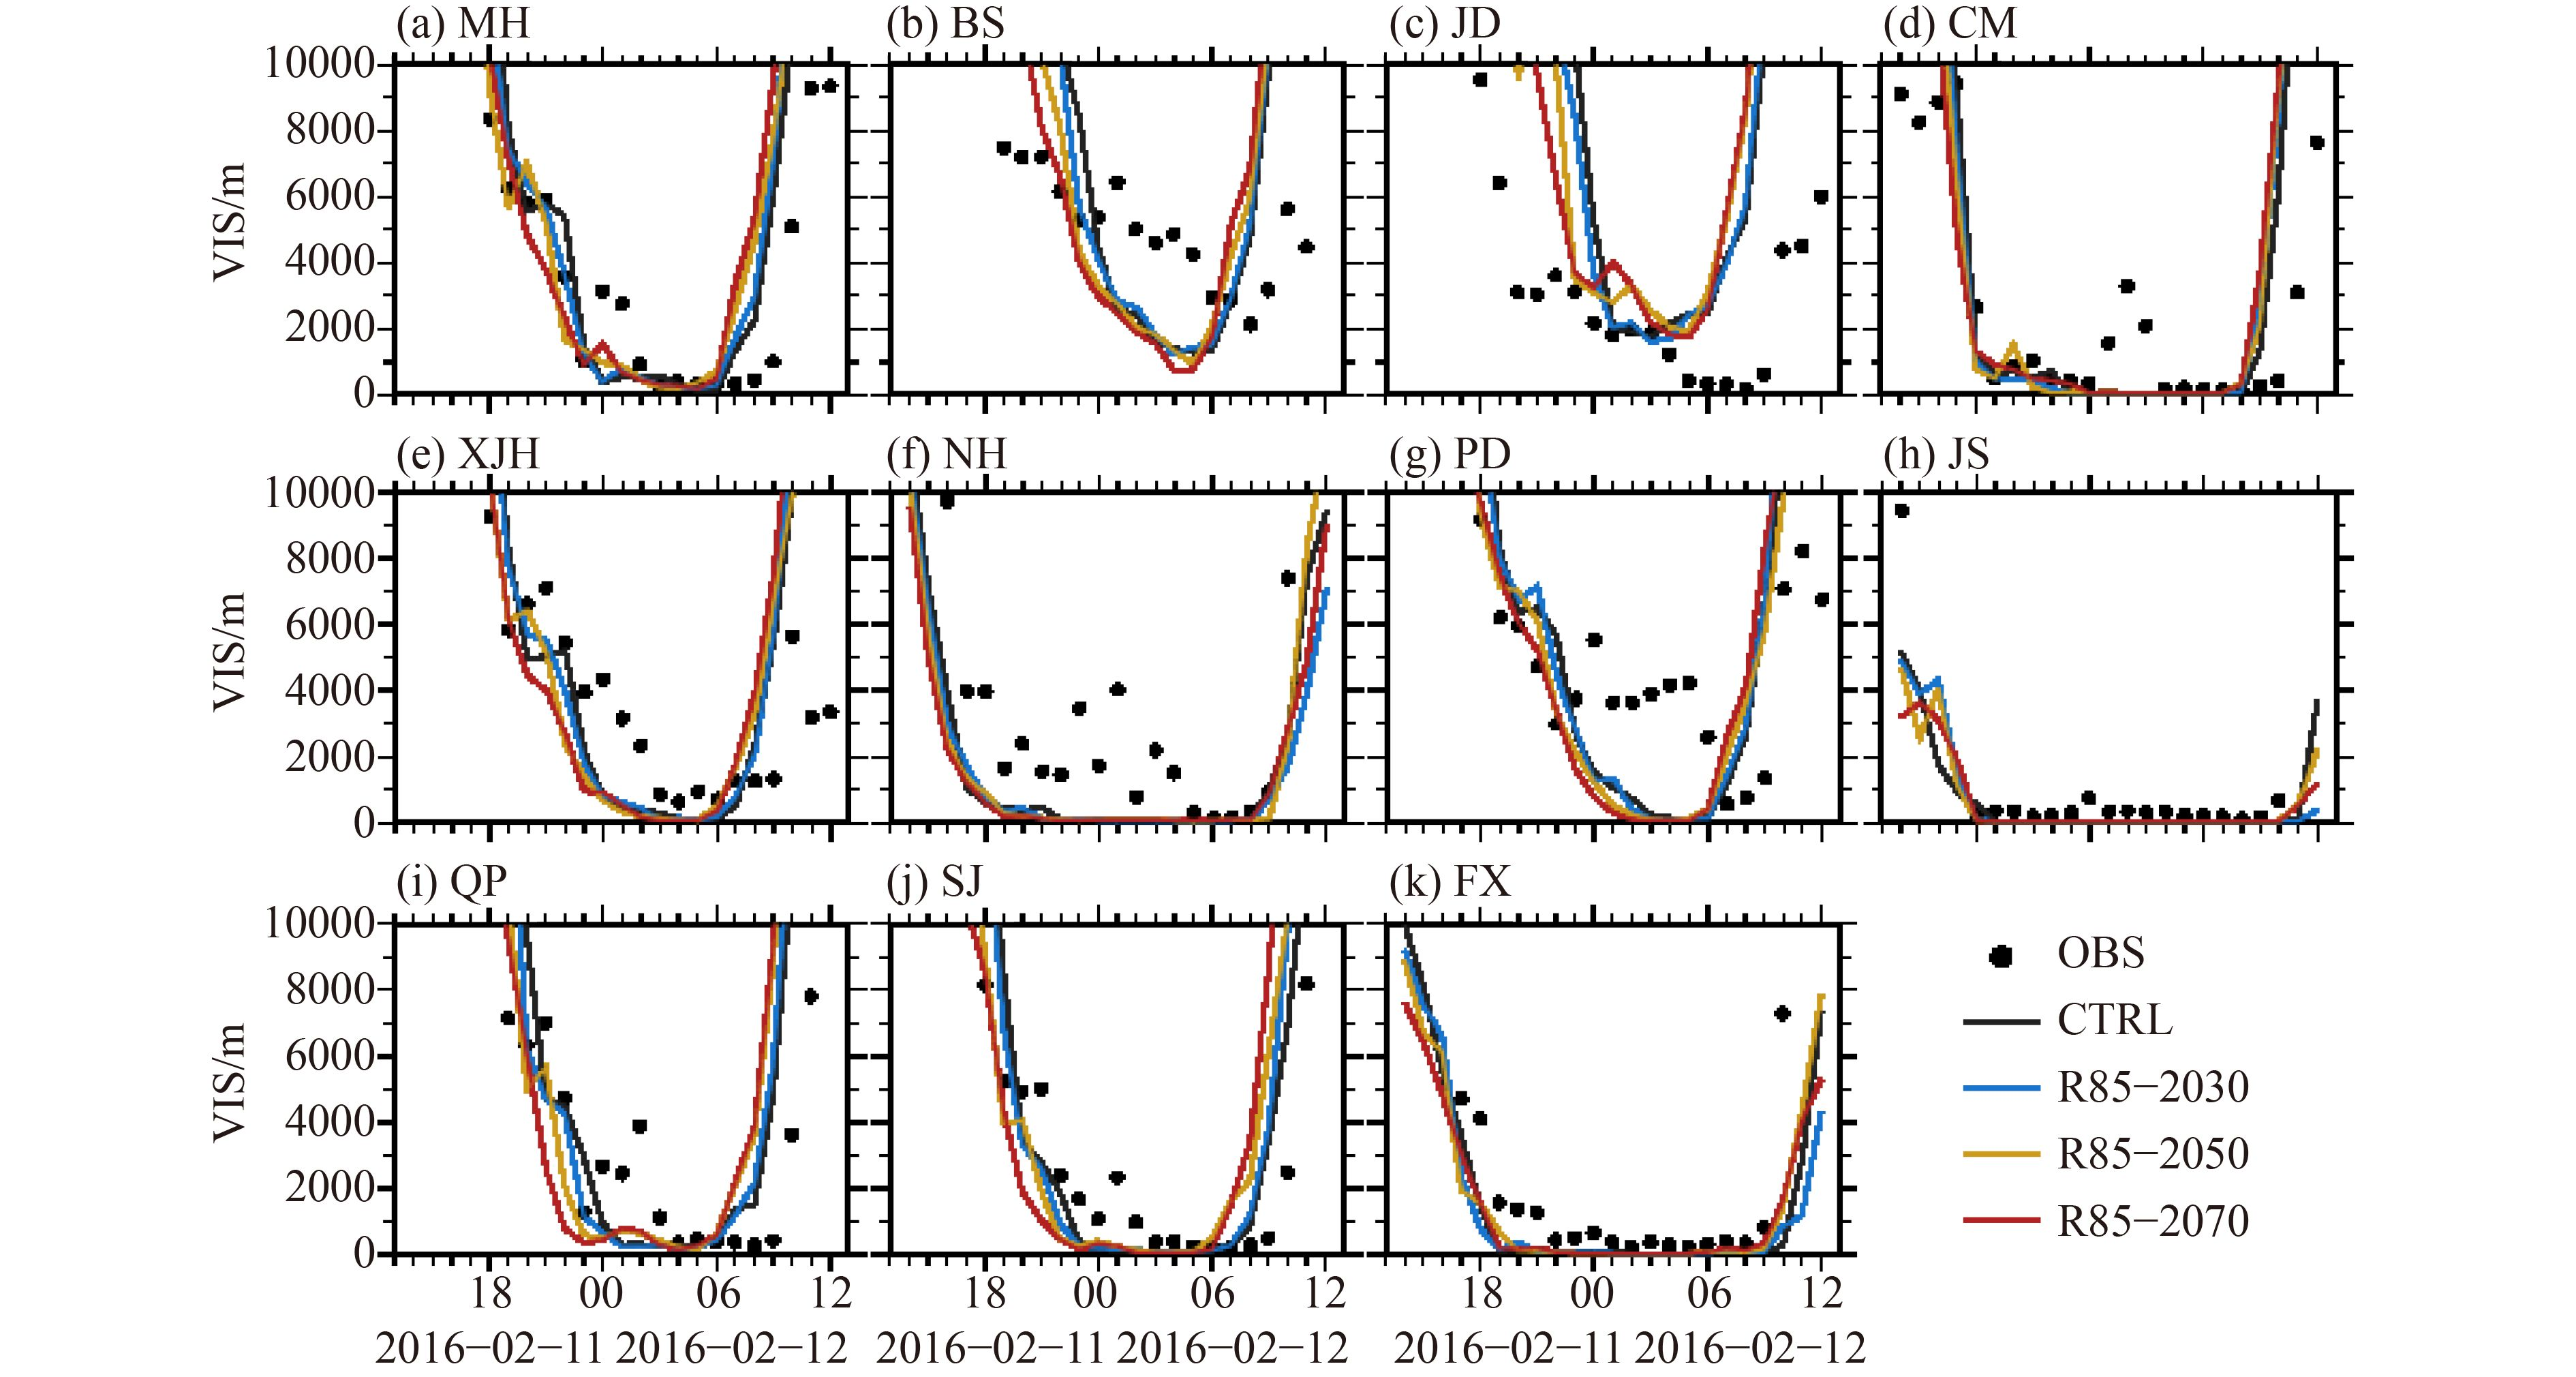 (a) MH (b) BS (c) JD (d) CM
10000
8000
6000
4000
2000
0
VIS/m
(e) XJH (f) NH (g) PD (h) JS
10000
8000
6000
4000
2000
0
VIS/m
(i) QP (j) SJ (k) FX
10000
8000
6000
4000
2000
0
VIS/m
OBS
CTRL
R85−2030
R85−2050
R85−2070
18 00 06 12 18 00 06 12 18 00 06 12
2016−02−11 2016−02−12 2016−02−11 2016−02−12 2016−02−11 2016−02−12